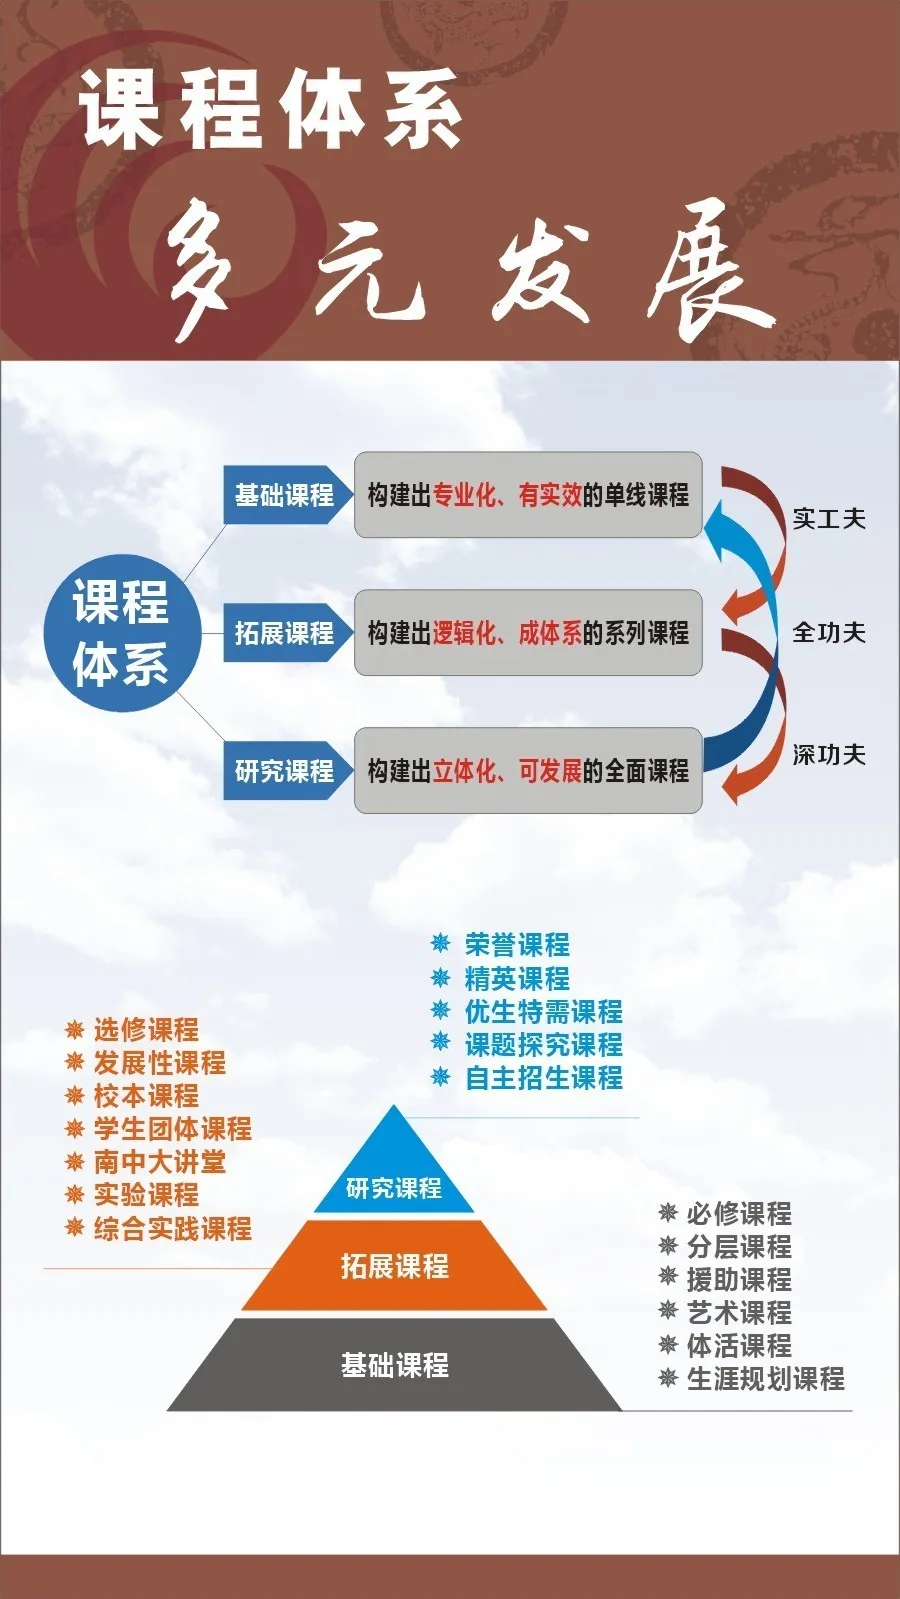 课程体系
多元发展
基础课程
构建出专业化、有实效的单线课程
实工夫
课程
体系
拓展课程
构建出逻辑化、成体系的系列课程
全功夫
研究课程
构建出立体化、可发展的全面课程
深功夫
荣誉课程
精英课程
优生特需课程
课题探究课程
自主招生课程
选修课程
发展性课程
校本课程
学生团体课程
南中大讲堂
实验课程
综合实践课程
研究课程
拓展课程
基础课程
必修课程
分层课程
援助课程
艺术课程
体活课程
生涯规划课程